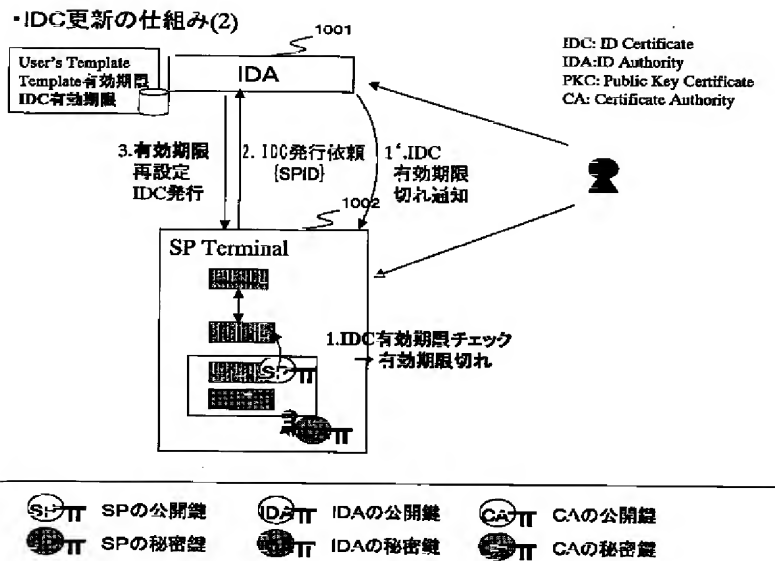 ・IDC更新の仕組み(2)
1001
IDC: ID Certificate
IDA:ID Authority
PKC: Public Key Certificate
CA: Certificate Authority
User's Template
Template有効期限
IDC有効期限
IDA
3.有効期限
再設定
IDC発行
2. IDC発行依頼
{SPID}
1'.IDC
有効期限
切れ通知
1002
SP Terminal
1.IDC有効期限チェック
→ 有効期限切れ
SP
SP SPの公開鍵
IDA IDAの公開鍵
CA CAの公開鍵
SPの秘密鍵
IDAの秘密鍵
CAの秘密鍵